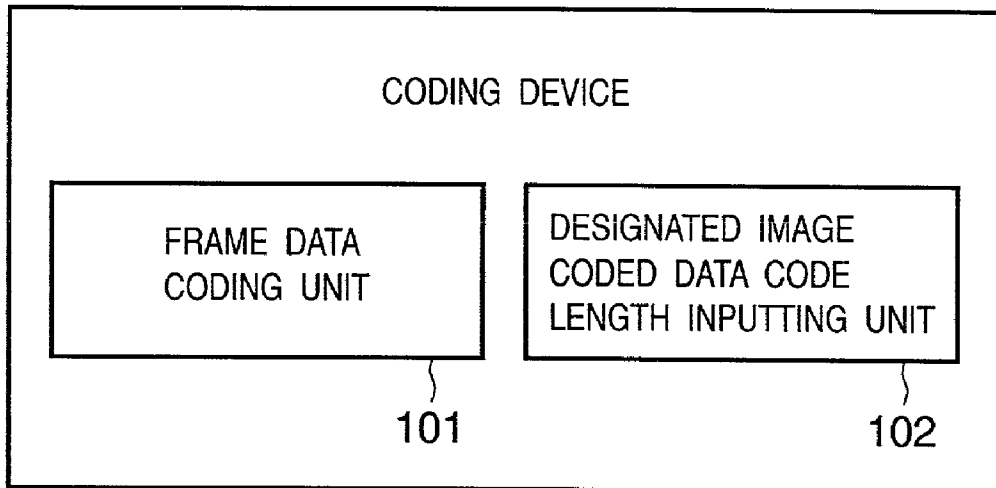 CODING DEVICE
FRAME DATA
CODING UNIT
DESIGNATED IMAGE
CODED DATA CODE
LENGTH INPUTTING UNIT
101
102